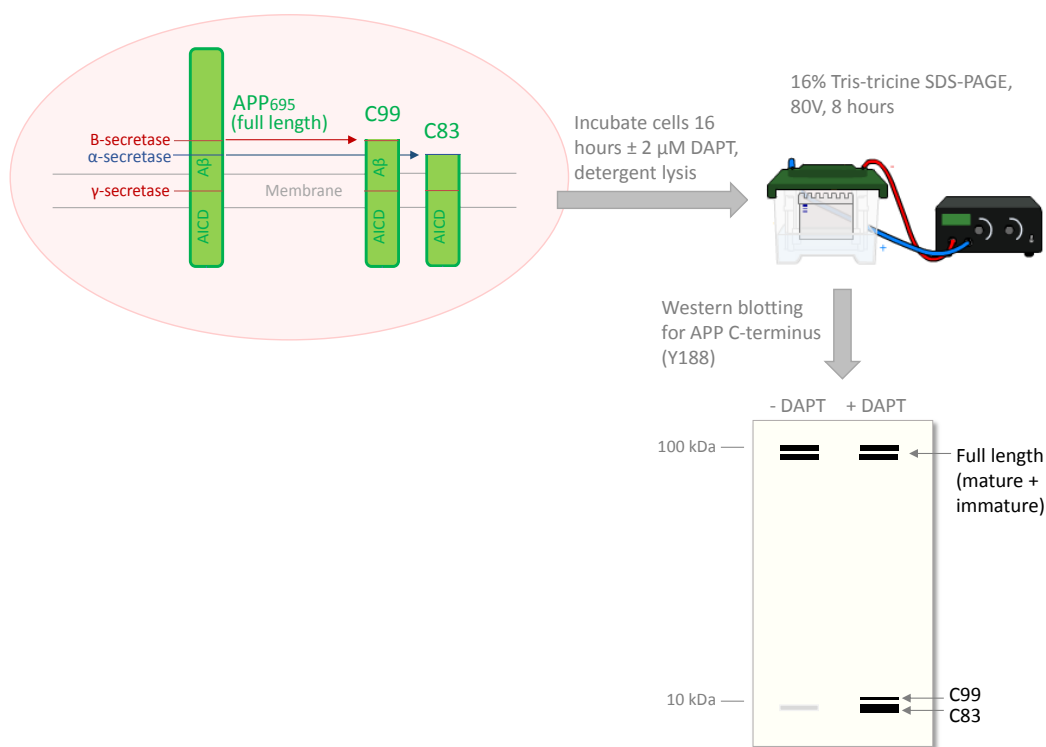 APP695
(full length)
C99
C83
B-secretase
α-secretase
γ-secretase
Aβ
AICD
Membrane
Aβ
AICD
AICD
Incubate cells 16
hours ± 2 µM DAPT,
detergent lysis
16% Tris-tricine SDS-PAGE,
80V, 8 hours
-
+
Western blotting
for APP C-terminus
(Y188)
- DAPT
+ DAPT
100 kDa
Full length
(mature +
immature)
10 kDa
C99
C83